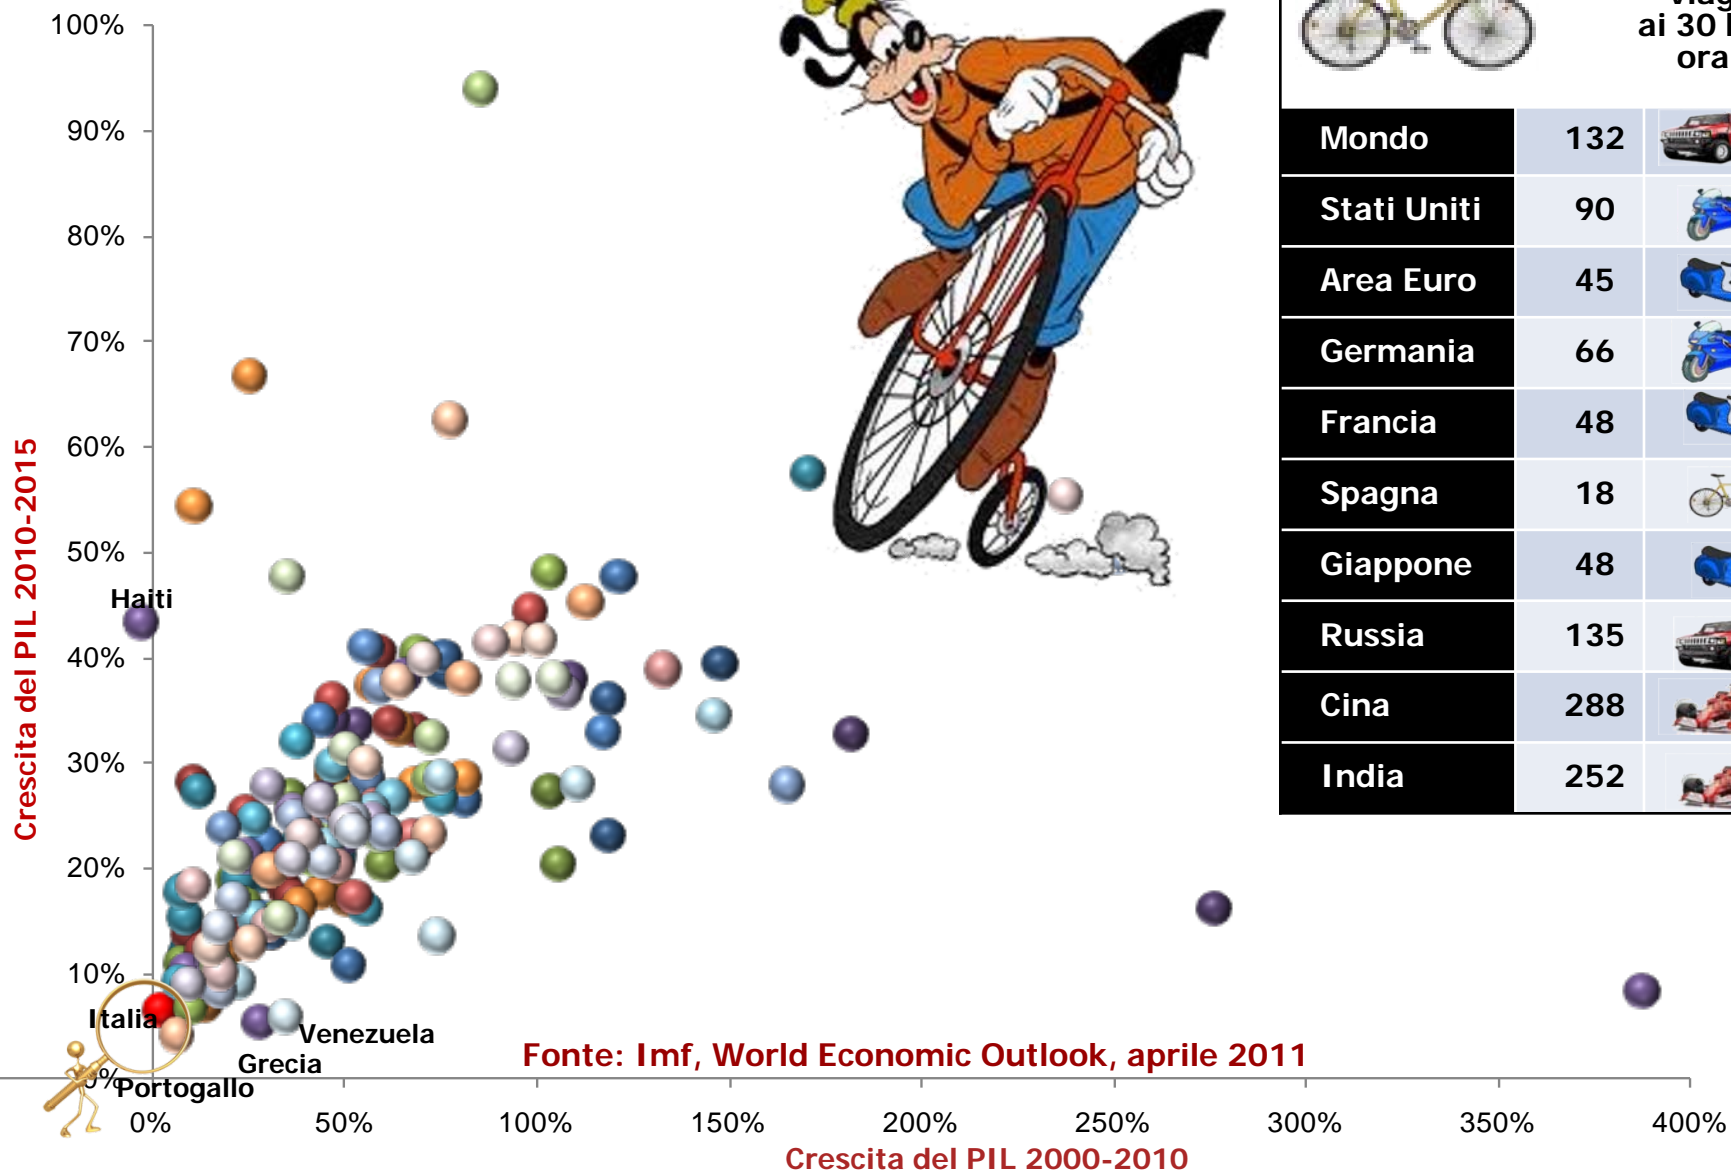 100%
90%
80%
70%
60%
50%
40%
30%
20%
10%
0%
Crescita del PIL 2010-2015
Haiti
Italia
Venezuela
Grecia
Portogallo
Fonte: Imf, World Economic Outlook, aprile 2011
0% 50% 100% 150% 200% 250% 300% 350% 400%
Crescita del PIL 2000-2010
ai 30
ora
Mondo 132
Stati Uniti 90
Area Euro 45
Germania 66
Francia 48
Spagna 18
Giappone 48
Russia 135
Cina 288
India 252